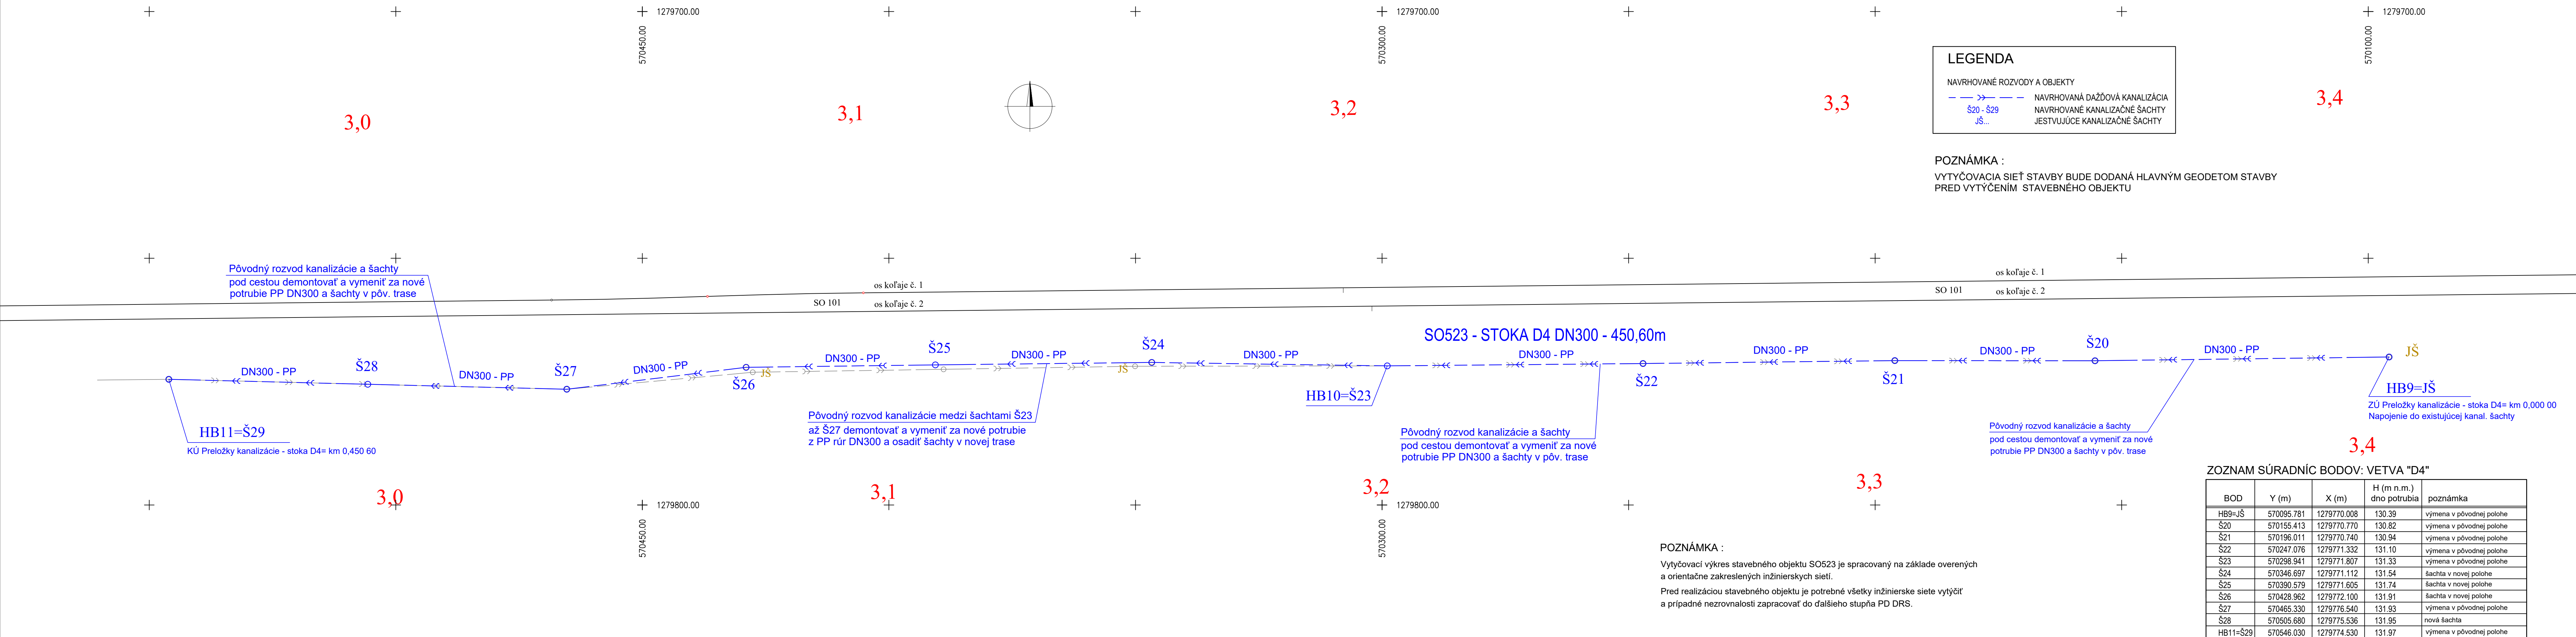 1279700.00
1279700.00
1279700.00
570450.00
570300.00
570100.00
3,0
3,1
3,2
3,3
3,4
LEGENDA
NAVRHOVANÉ ROZVODY A OBJEKTY
NAVRHOVANÁ DAŽĎOVÁ KANALIZÁCIA
Š20 - Š29 NAVRHOVANÉ KANALIZAČNÉ ŠACHTY
JŠ... JESTVUJÚCE KANALIZAČNÉ ŠACHTY
POZNÁMKA :
VYTYČOVACIA SIEŤ STAVBY BUDE DODANÁ HLAVNÝM GEODETOM STAVBY
PRED VYTÝČENÍM STAVEBNÉHO OBJEKTU
Pôvodný rozvod kanalizácie a šachty
pod cestou demontovať a vymeniť za nové
potrubie PP DN300 a šachty v pôv. trase
os koľaje č. 1
SO 101
os koľaje č. 2
os koľaje č. 1
SO 101
os koľaje č. 2
SO523 - STOKA D4 DN300 - 450,60m
DN300 - PP
Š28
DN300 - PP
Š27
DN300 - PP
Š26
JŠ
DN300 - PP
Š25
DN300 - PP
JŠ
Š24
DN300 - PP
HB10=Š23
DN300 - PP
Š22
DN300 - PP
Š21
DN300 - PP
Š20
DN300 - PP
JŠ
HB9=JŠ
ZÚ Preložky kanalizácie - stoka D4= km 0,000 00
Napojenie do existujúcej kanal. šachty
HB11=Š29
KÚ Preložky kanalizácie - stoka D4= km 0,450 60
Pôvodný rozvod kanalizácie medzi šachtami Š23
až Š27 demontovať a vymeniť za nové potrubie
z PP rúr DN300 a osadiť šachty v novej trase
Pôvodný rozvod kanalizácie a šachty
pod cestou demontovať a vymeniť za nové
potrubie PP DN300 a šachty v pôv. trase
Pôvodný rozvod kanalizácie a šachty
pod cestou demontovať a vymeniť za nové
potrubie PP DN300 a šachty v pôv. trase
3,0
3,1
3,2
3,3
3,4
1279800.00
1279800.00
570450.00
570300.00
POZNÁMKA :
Vytyčovací výkres stavebného objektu SO523 je spracovaný na základe overených
a orientačne zakreslených inžinierskych sietí.
Pred realizáciou stavebného objektu je potrebné všetky inžinierske siete vytýčiť
a prípadné nezrovnalosti zapracovať do ďalšieho stupňa PD DRS.
ZOZNAM SÚRADNÍC BODOV: VETVA "D4"
BOD Y (m) X (m) H (m n.m.) dno potrubia poznámka
HB9=JŠ 570095.781 1279770.008 130.39 výmena v pôvodnej polohe
Š20 570155.413 1279770.770 130.82 výmena v pôvodnej polohe
Š21 570196.011 1279770.740 130.94 výmena v pôvodnej polohe
Š22 570247.076 1279771.332 131.10 výmena v pôvodnej polohe
Š23 570298.941 1279771.807 131.33 výmena v pôvodnej polohe
Š24 570346.697 1279771.112 131.54 šachta v novej polohe
Š25 570390.579 1279771.605 131.74 šachta v novej polohe
Š26 570428.962 1279772.100 131.91 šachta v novej polohe
Š27 570465.330 1279776.540 131.93 výmena v pôvodnej polohe
Š28 570505.680 1279775.536 131.95 nová šachta
HB11=Š29 570546.030 1279774.530 131.97 výmena v pôvodnej polohe